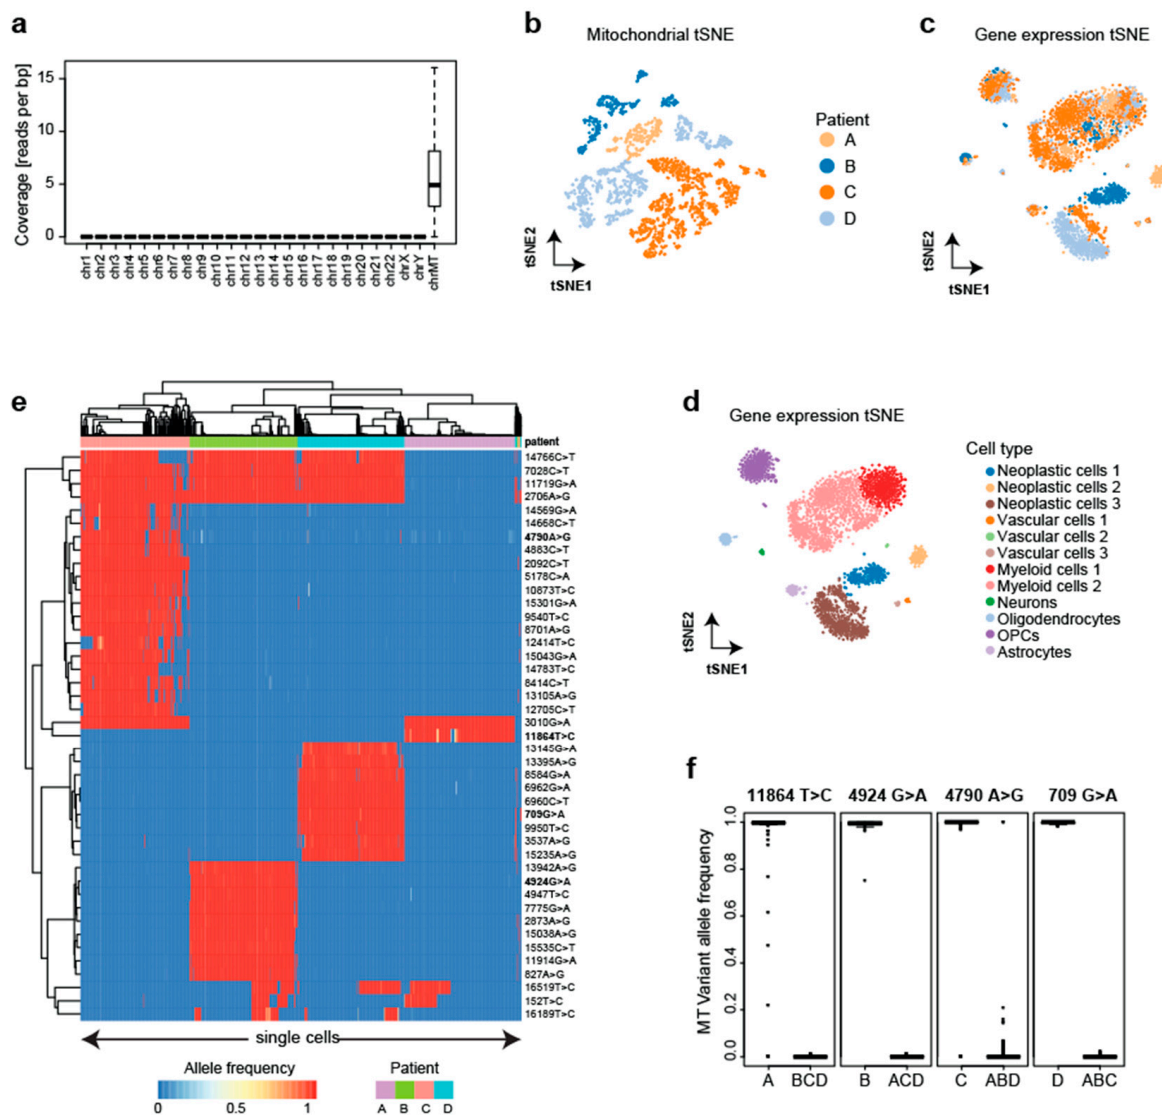 a
Coverage [reads per bp]
15
10
5
0
chr1
chr2
chr3
chr4
chr5
chr6
chr7
chr8
chr9
chr10
chr11
chr12
chr13
chr14
chr15
chr16
chr17
chr18
chr19
chr20
chr21
chr22
chrX
chrY
chrMT
b
Mitochondrial tSNE
Patient
A
B
C
D
tSNE2
tSNE1
c
Gene expression tSNE
tSNE2
tSNE1
e
patient
14766C>T
7028C>T
11719G>A
2706A>G
14569G>A
14668C>T
4790A>G
4883C>T
2092C>T
5178C>A
10873T>C
15301G>A
9540T>C
8701A>G
12414T>C
15043G>A
14783T>C
8414C>T
13105A>G
12705C>T
3010G>A
11864T>C
13145G>A
13395A>G
8584G>A
6962G>A
6960C>T
709G>A
9950T>C
3537A>G
15235A>G
13942A>G
4924G>A
4947T>C
7775G>A
2873A>G
15038A>G
15535C>T
11914G>A
827A>G
16519T>C
152T>C
16189T>C
single cells
Allele frequency
0 0.5 1
Patient
A B C D
d
Gene expression tSNE
Cell type
Neoplastic cells 1
Neoplastic cells 2
Neoplastic cells 3
Vascular cells 1
Vascular cells 2
Vascular cells 3
Myeloid cells 1
Myeloid cells 2
Neurons
Oligodendrocytes
OPCs
Astrocytes
tSNE2
tSNE1
f
11864 T>C 4924 G>A 4790 A>G 709 G>A
MT Variant allele frequency
1.0
0.8
0.6
0.4
0.2
0.0
A BCD B ACD C ABD D ABC